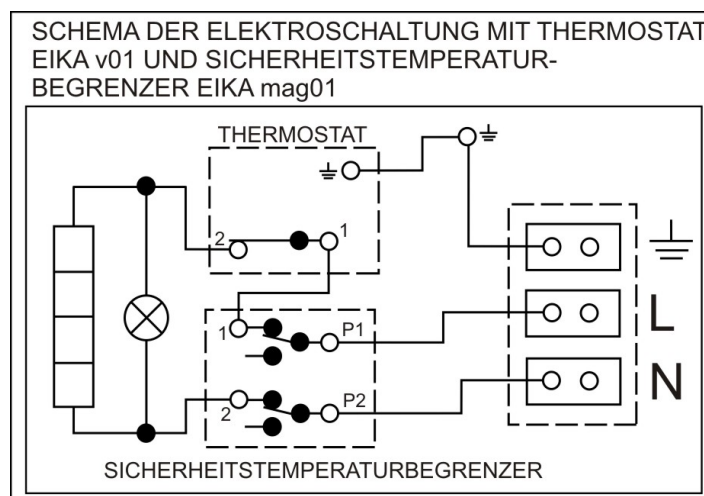 SCHEMA DER ELEKTROSCHALTUNG MIT THERMOSTAT
EIKA v01 UND SICHERHEITSTEMPERATUR-
BEGRENZER EIKA mag01
THERMOSTAT
2
1
1
P1
L
2
P2
N
SICHERHEITSTEMPERATURBEGRENZER